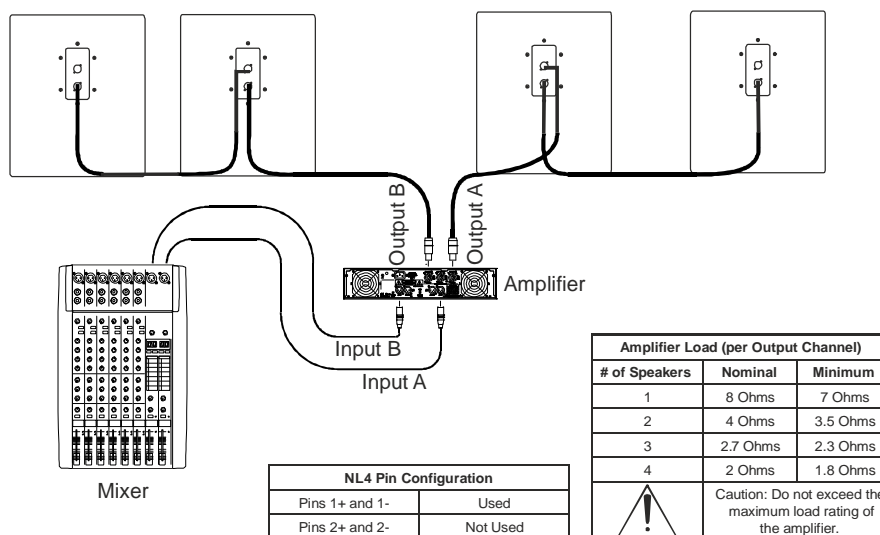 Output B
Output A
Amplifier
Input B
Input A
Mixer
Amplifier Load (per Output Channel)
# of Speakers Nominal Minimum
1 8 Ohms 7 Ohms
2 4 Ohms 3.5 Ohms
3 2.7 Ohms 2.3 Ohms
4 2 Ohms 1.8 Ohms
Caution: Do not exceed the
maximum load rating of
the amplifier.
NL4 Pin Configuration
Pins 1+ and 1- Used
Pins 2+ and 2- Not Used